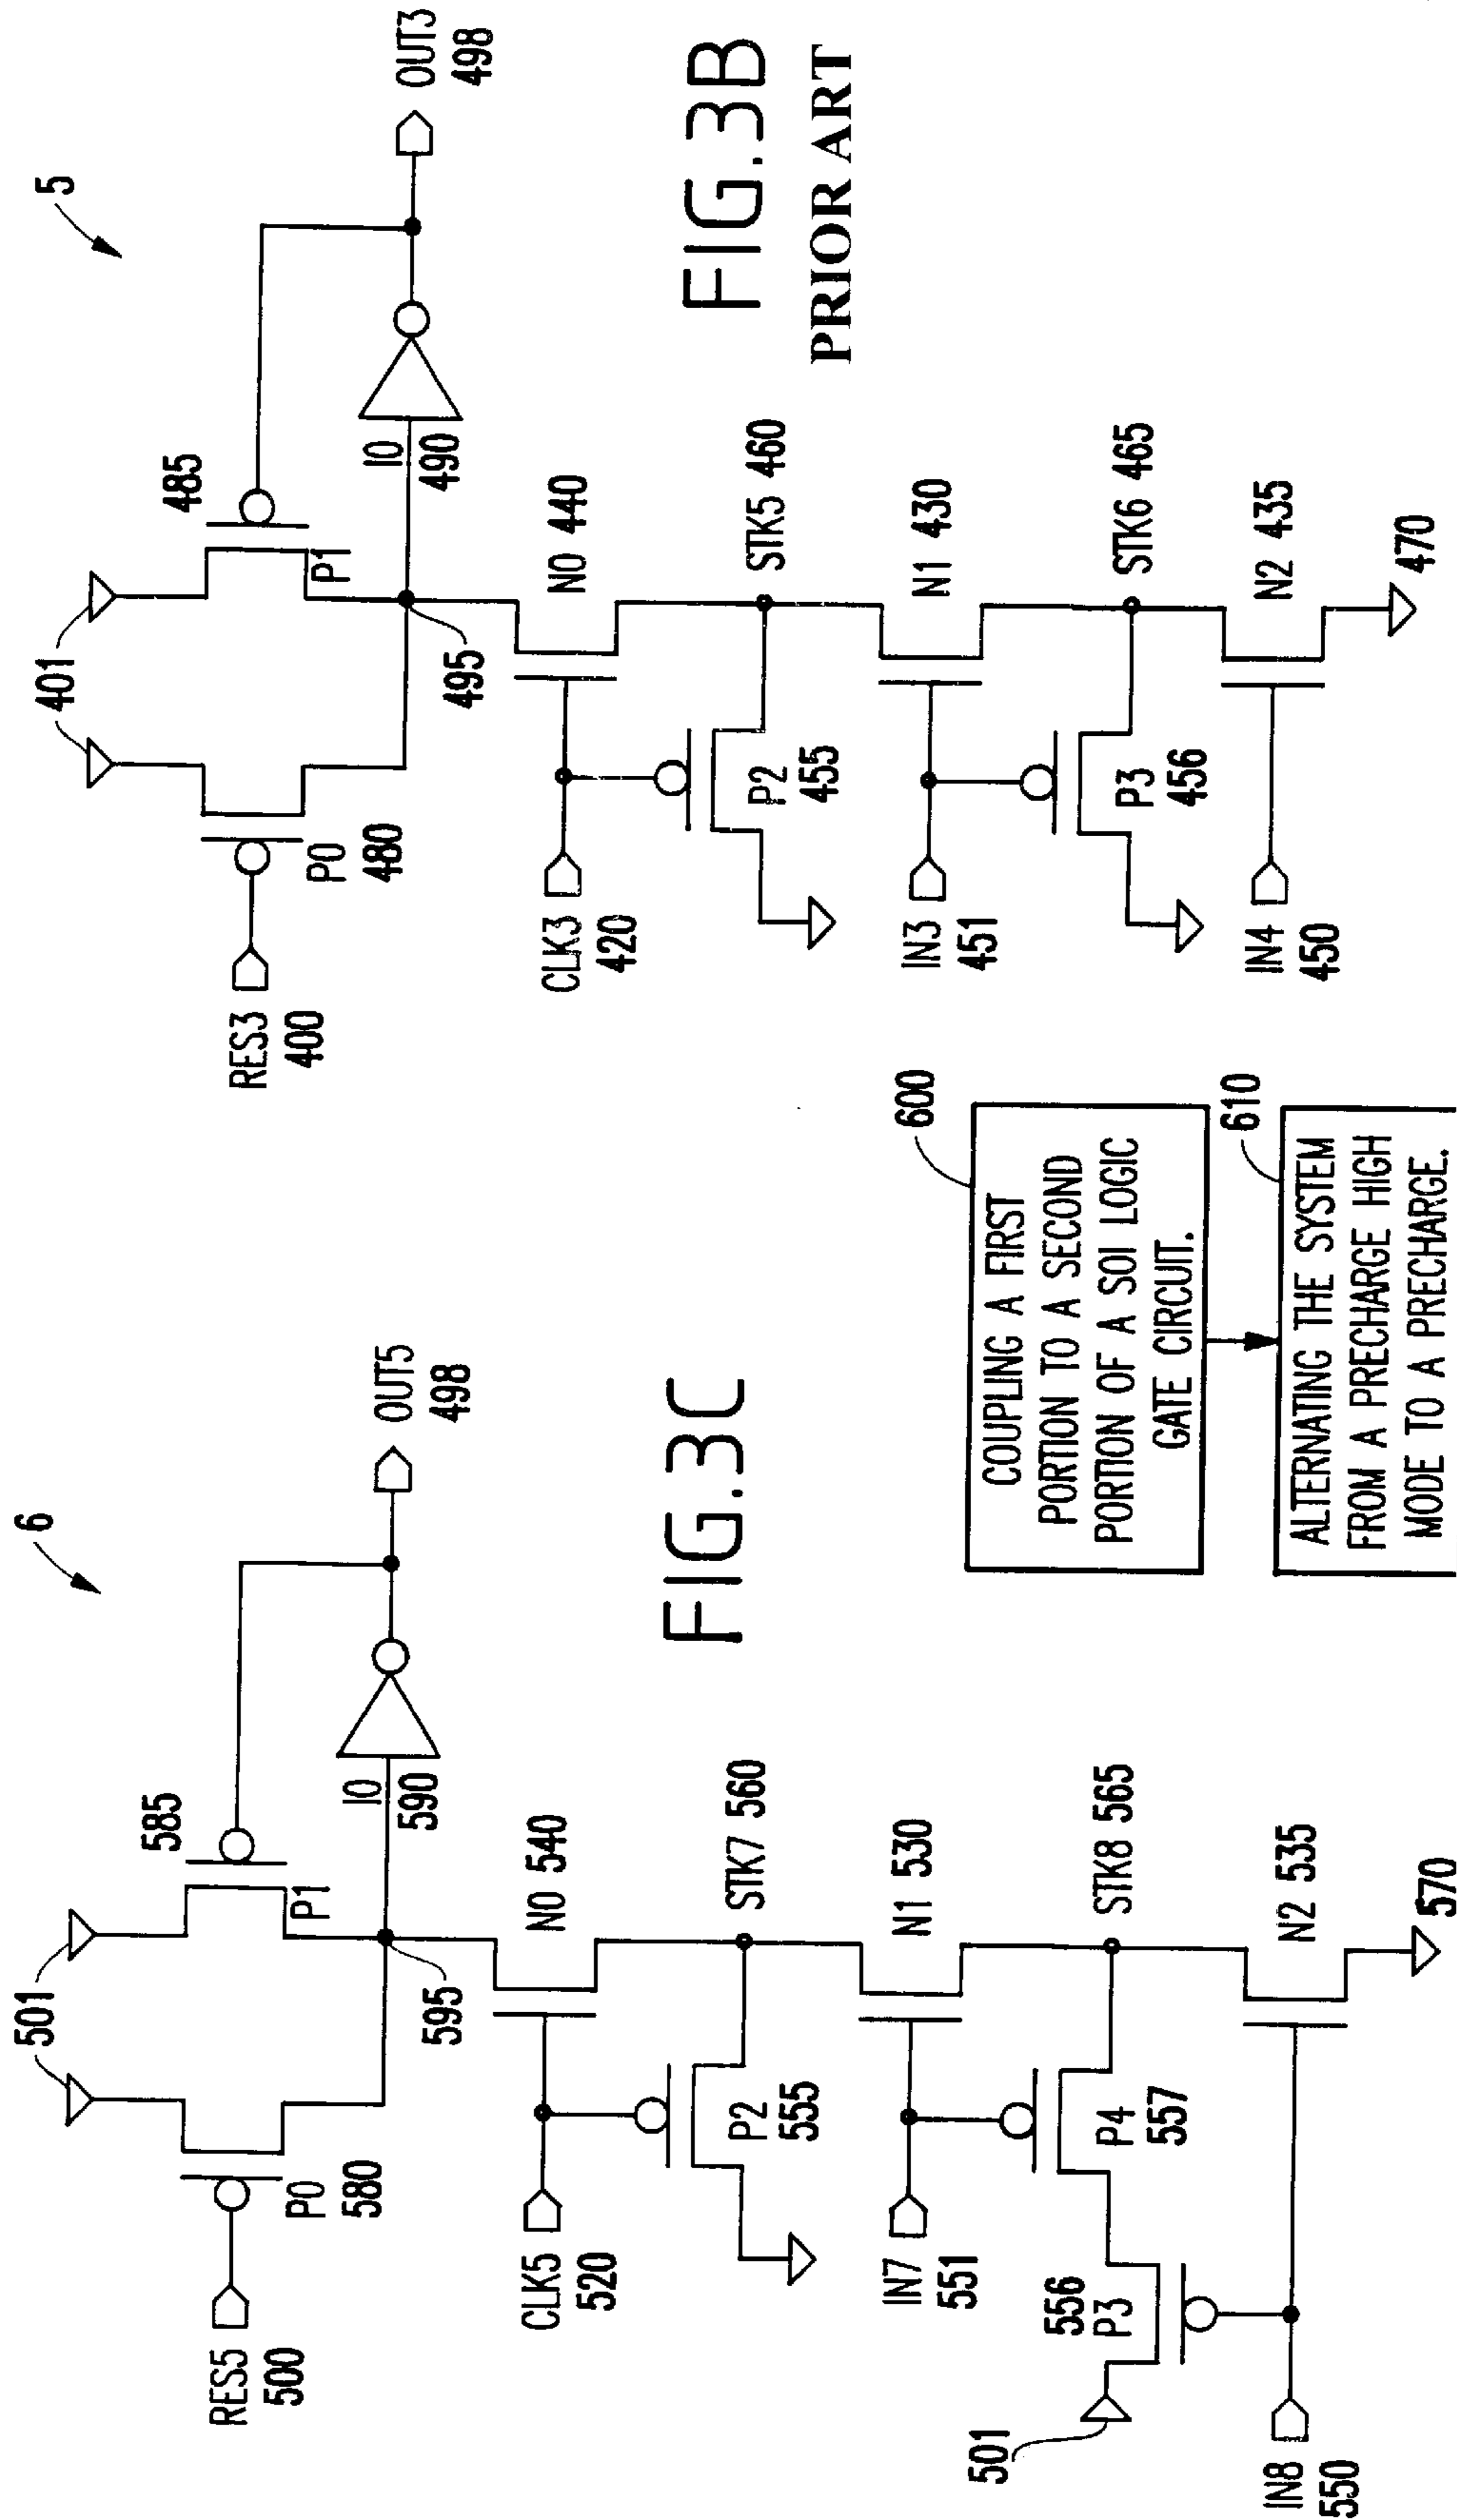 5
401
485
P1
RES3
400
P0
480
495
I0
490
OUT3
498
CLK3
420
N0 440
P2
455
STK5 460
IN3
451
N1 430
P3
456
STK6 465
IN4
450
N2 435
470
FIG.3B
PRIOR ART
6
501
585
P1
RES5
500
P0
580
595
I0
590
OUT5
498
CLK5
520
N0 540
P2
555
STK7 560
IN7
551
N1 530
556
P3
P4
557
STK8 565
501
IN8
550
N2 535
570
FIG.3C
600
COUPLING A FIRST
PORTION TO A SECOND
PORTION OF A SOI LOGIC
GATE CIRCUIT.
610
ALTERNATING THE SYSTEM
FROM A PRECHARGE HIGH
MODE TO A PRECHARGE.